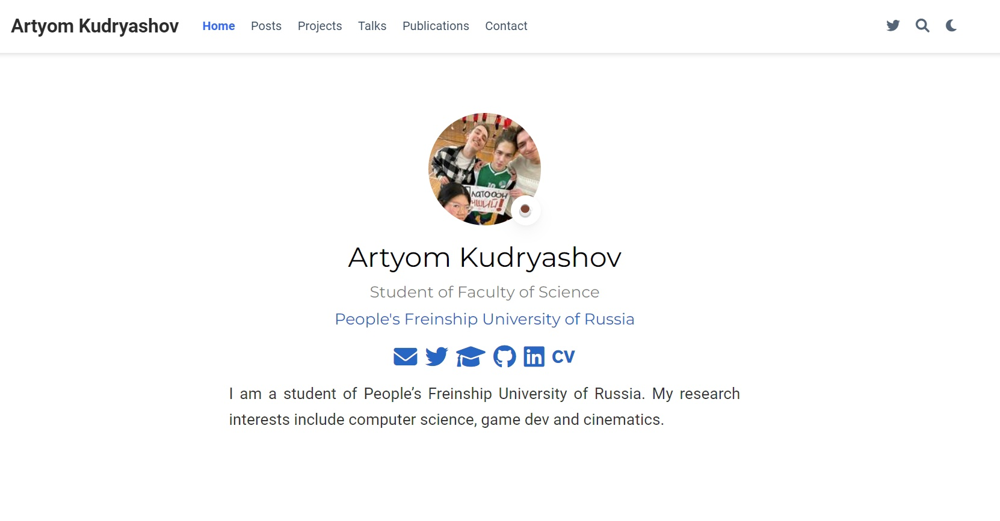 Artyom Kudryashov
Home Posts Projects Talks Publications Contact
ЛАТОООН
ЧШИЙ!
Artyom Kudryashov
Student of Faculty of Science
People's Freinship University of Russia
CV
I am a student of People’s Freinship University of Russia. My research
interests include computer science, game dev and cinematics.